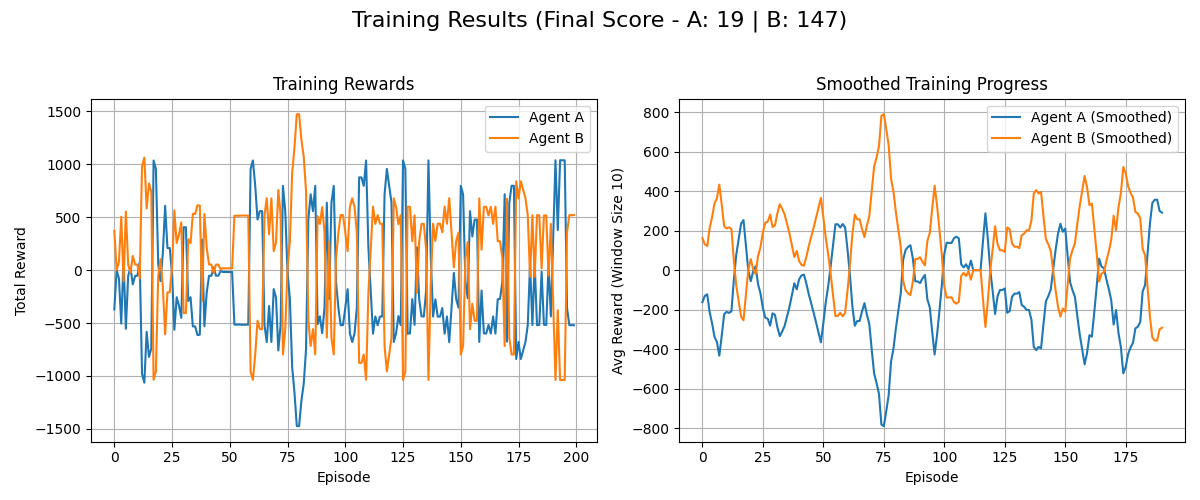 Training Results (Final Score - A: 19 | B: 147)
Training Rewards
Total Reward
1500
1000
500
0
−500
−1000
−1500
Agent A
Agent B
0 25 50 75 100 125 150 175 200
Episode
Smoothed Training Progress
Avg Reward (Window Size 10)
800
600
400
200
0
−200
−400
−600
−800
Agent A (Smoothed)
Agent B (Smoothed)
0 25 50 75 100 125 150 175
Episode